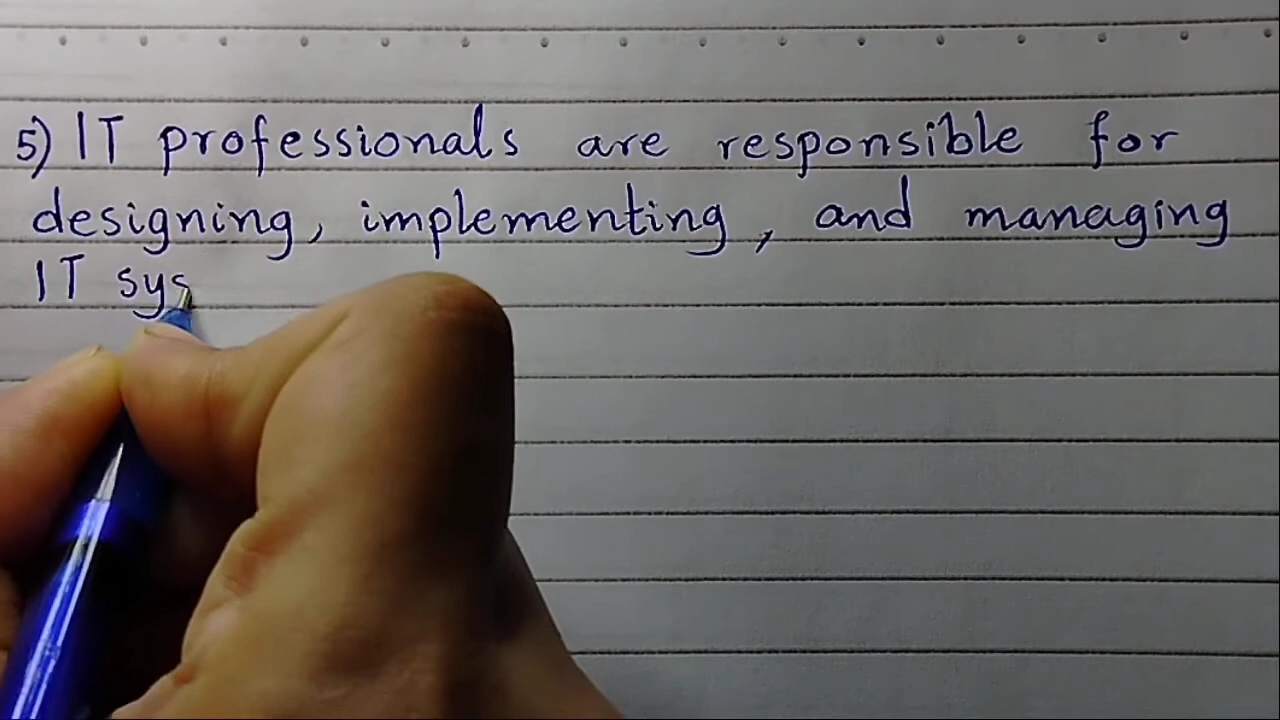 5) IT professionals are responsible for
designing, implementing, and managing
IT sys